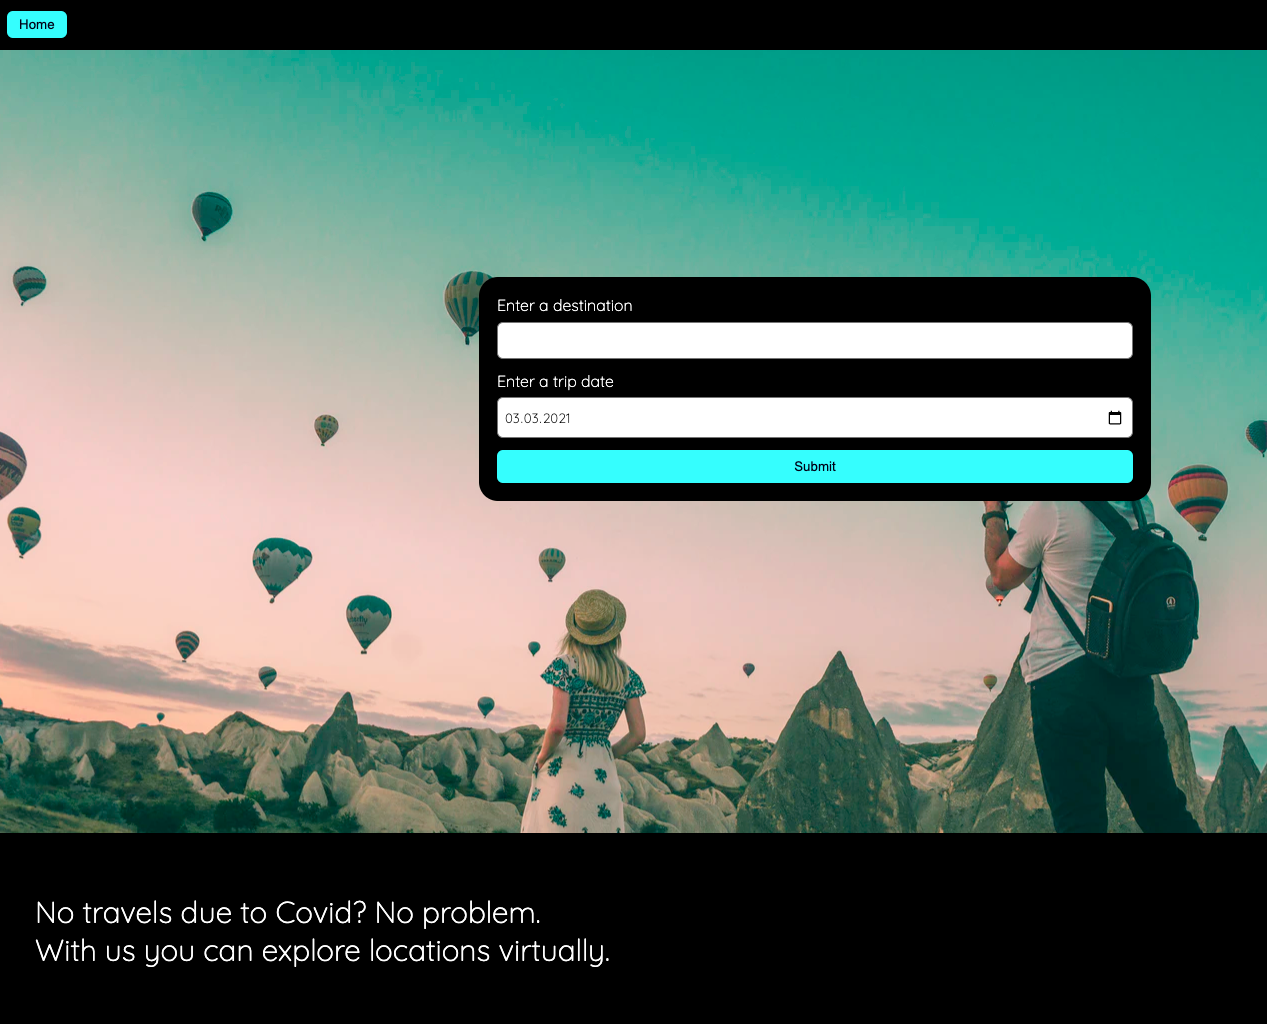 Home
Enter a destination
Enter a trip date
03.03.2021
Submit
No travels due to Covid? No problem.
With us you can explore locations virtually.